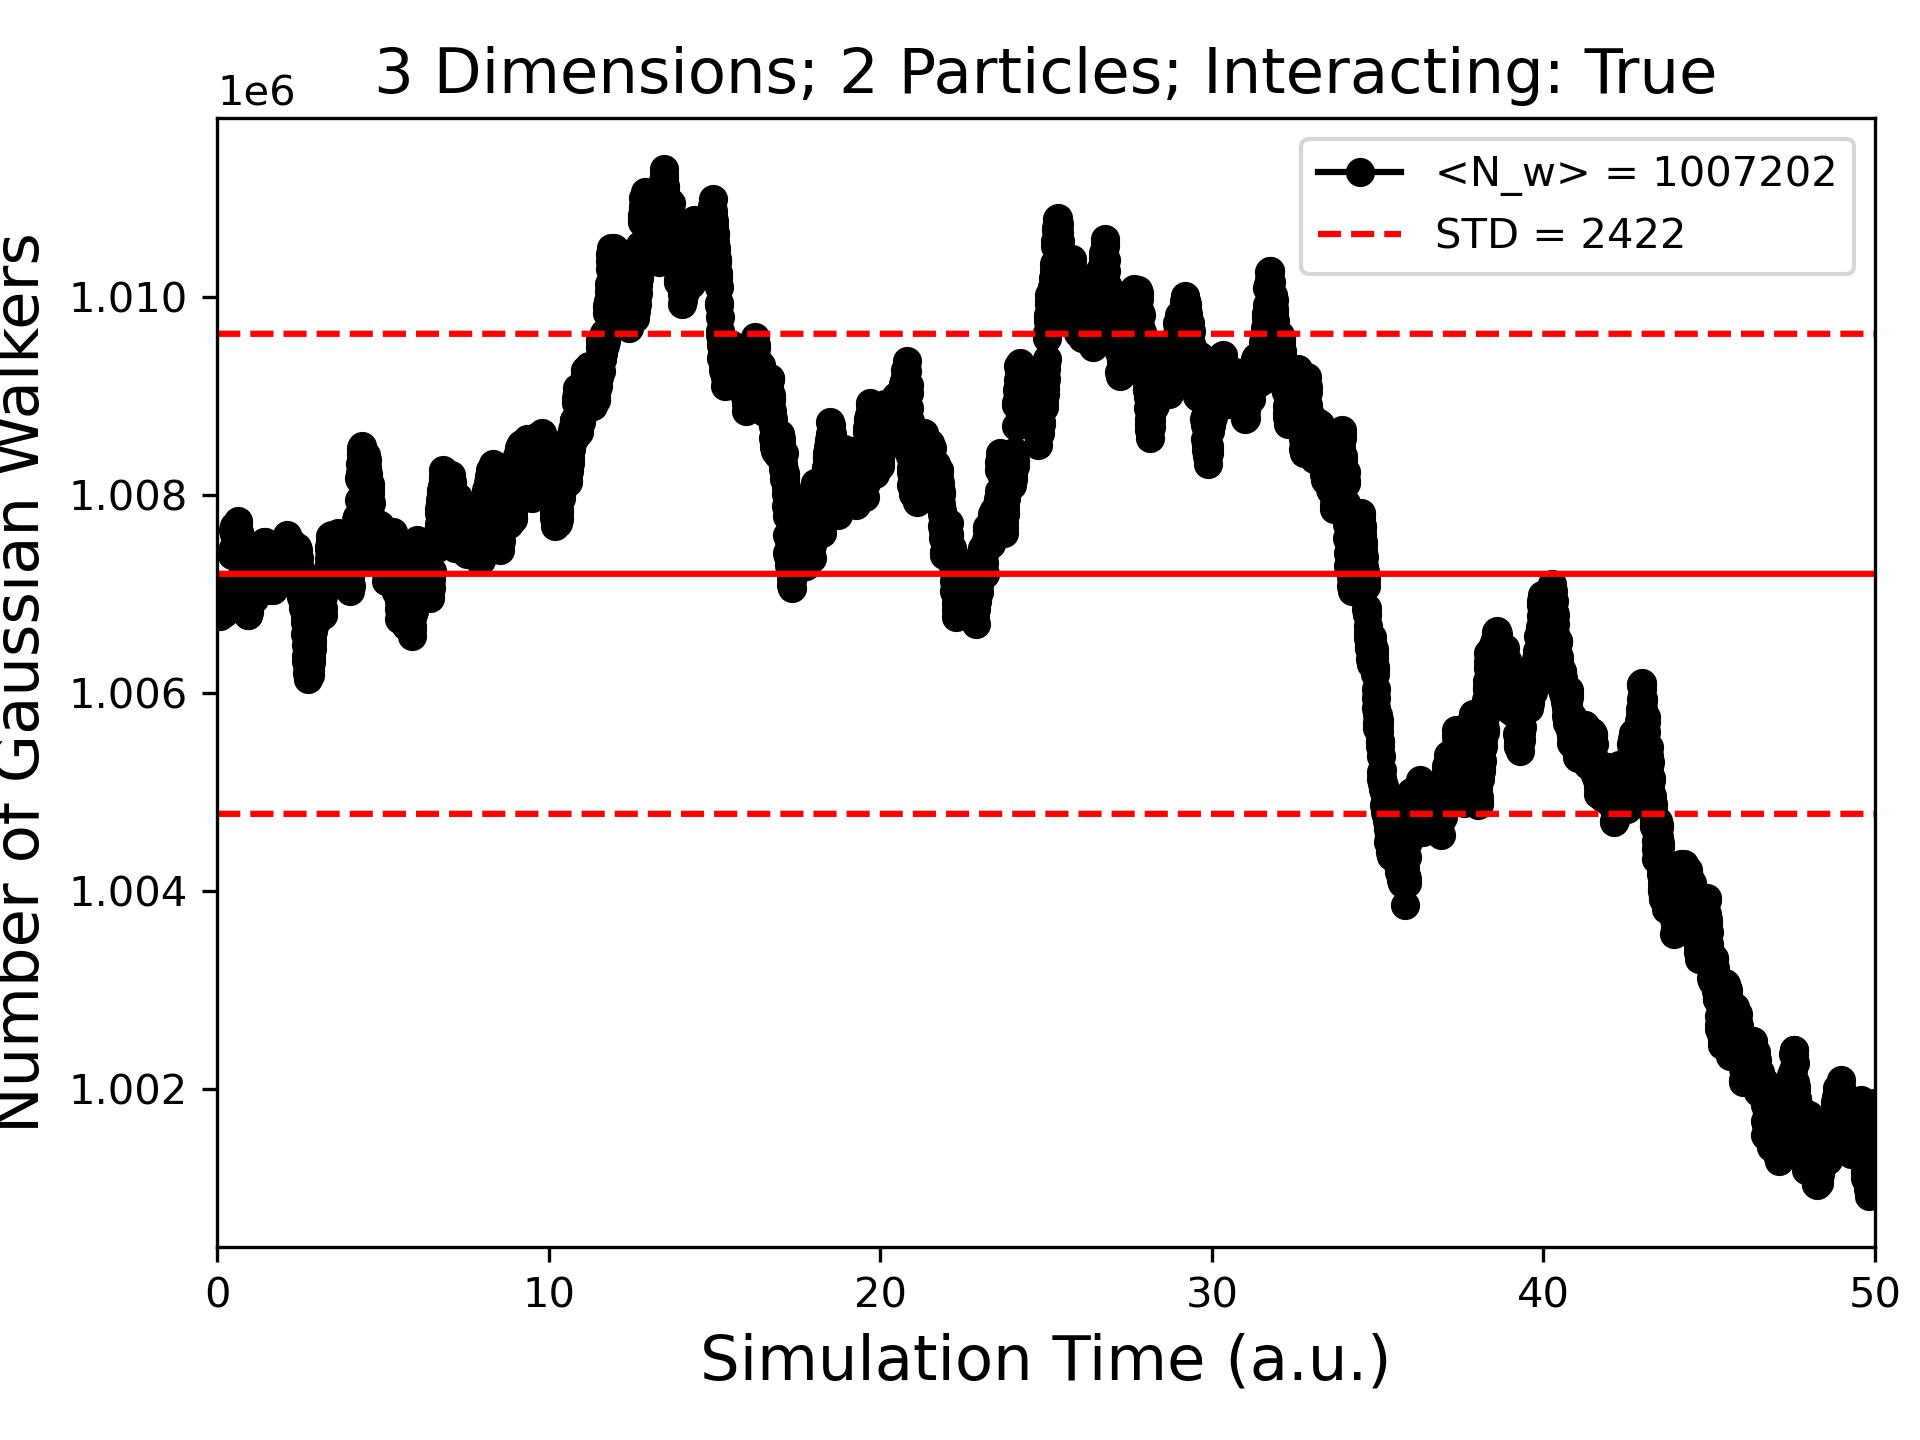 3 Dimensions; 2 Particles; Interacting: True
1e6
<N_w> = 1007202
STD = 2422
Number of Gaussian Walkers
1.010
1.008
1.006
1.004
1.002
0 10 20 30 40 50
Simulation Time (a.u.)